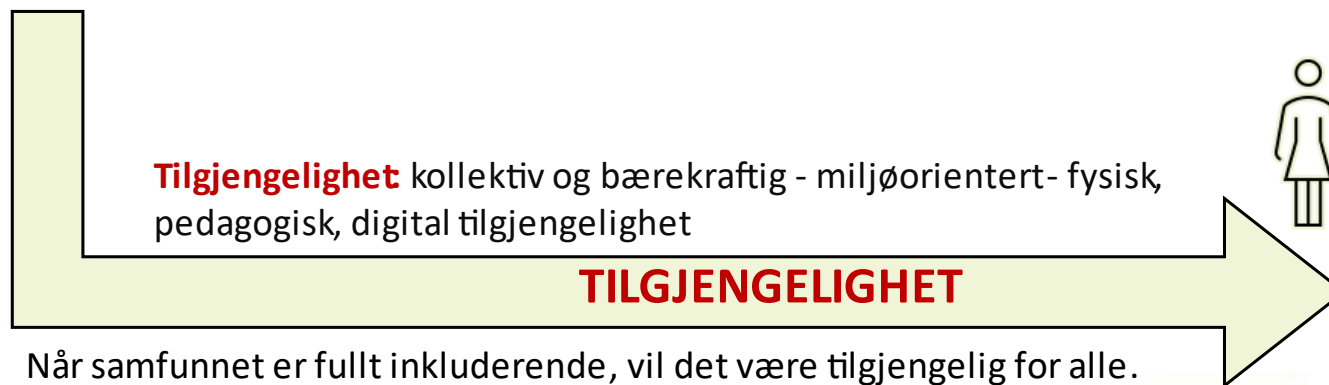 Tilgjengelighet: kollektiv og bærekraftig - miljøorientert- fysisk,
pedagogisk, digital tilgjengelighet
TILGJENGELIGHET
Når samfunnet er fullt inkluderende, vil det være tilgjengelig for alle.